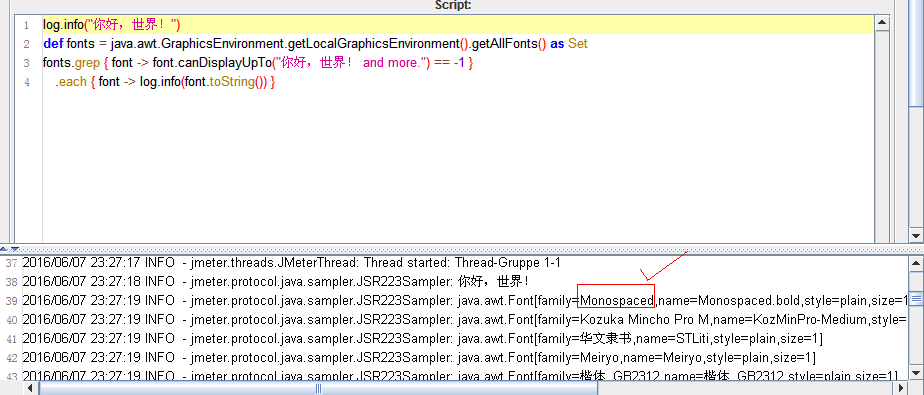 Script:
1 log.info("你好，世界！")
2 def fonts = java.awt.GraphicsEnvironment.getLocalGraphicsEnvironment().getAllFonts() as Set
3 fonts.grep { font -> font.canDisplayUpTo("你好，世界！ and more.") == -1 }
4 .each { font -> log.info(font.toString()) }
37 2016/06/07 23:27:17 INFO - jmeter.threads.JMeterThread: Thread started: Thread-Gruppe 1-1
38 2016/06/07 23:27:18 INFO - jmeter.protocol.java.sampler.JSR223Sampler: 你好，世界！
39 2016/06/07 23:27:19 INFO - jmeter.protocol.java.sampler.JSR223Sampler: java.awt.Font[family=Monospaced,name=Monospaced.bold,style=plain,size=1
40 2016/06/07 23:27:19 INFO - jmeter.protocol.java.sampler.JSR223Sampler: java.awt.Font[family=Kozuka Mincho Pro M,name=KozMinPro-Medium,style=
41 2016/06/07 23:27:19 INFO - jmeter.protocol.java.sampler.JSR223Sampler: java.awt.Font[family=华文隶书,name=STLiti,style=plain,size=1]
42 2016/06/07 23:27:19 INFO - jmeter.protocol.java.sampler.JSR223Sampler: java.awt.Font[family=Meiryo,name=Meiryo,style=plain,size=1]
43 2016/06/07 23:27:19 INFO - jmeter.protocol.java.sampler.JSR223Sampler: java.awt.Font[family=楷体_GB2312,name=楷体_GB2312,style=plain,size=1]